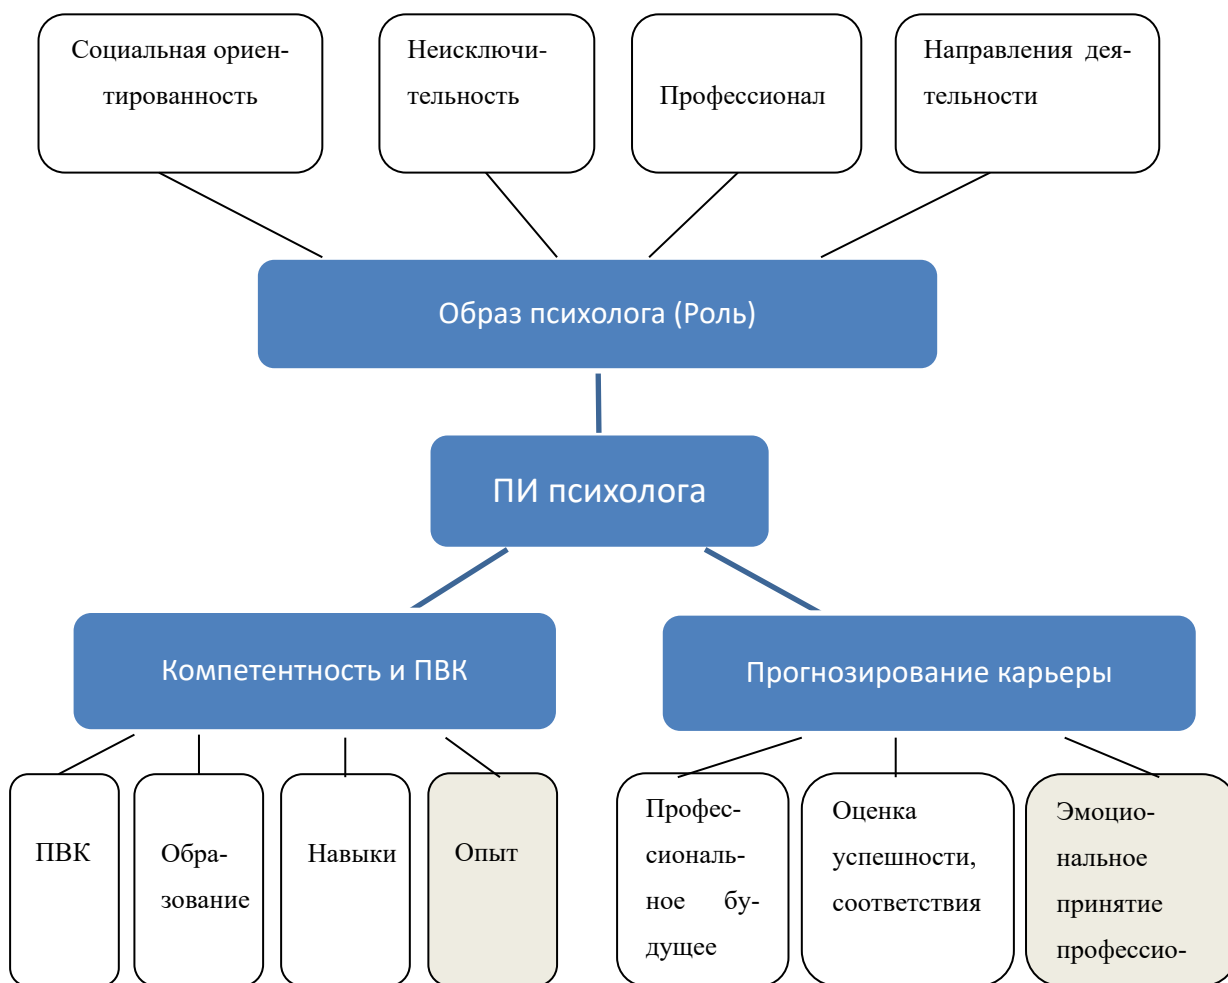 Социальная ориен-
тированность
Неисключи-
тельность
Профессионал
Направления дея-
тельности
Образ психолога (Роль)
ПИ психолога
Компетентность и ПВК
Прогнозирование карьеры
ПВК
Обра-
зование
Навыки
Опыт
Профес-
сиональ-
ное бу-
дущее
Оценка
успешности,
соответствия
Эмоцио-
нальное
принятие
профессио-